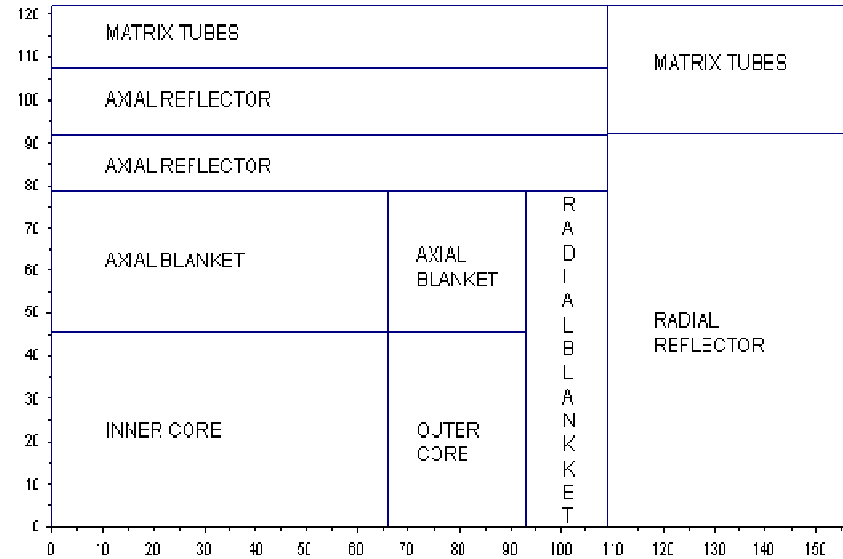 120
110
100
90
80
70
60
50
40
30
20
10
0
MATRIX TUBES
AXIAL REFLECTOR
AXIAL REFLECTOR
AXIAL BLANKET
AXIAL
BLANKET
INNER CORE
OUTER
CORE
RADIALBLANKKET
MATRIX TUBES
RADIAL
REFLECTOR
0 10 20 30 40 50 60 70 80 90 100 110 120 130 140 150